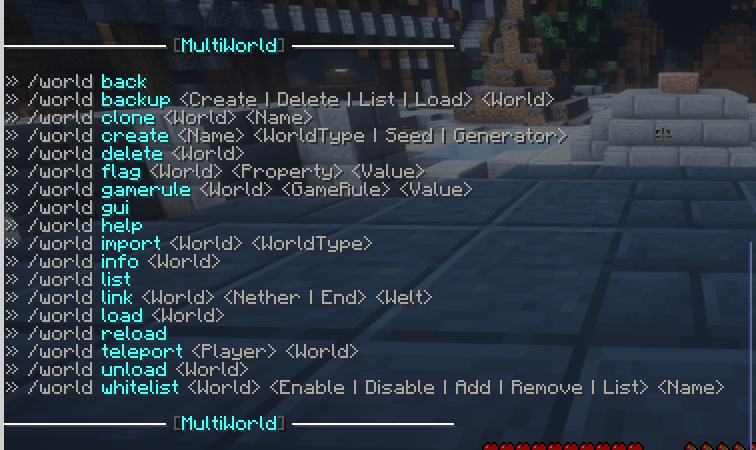 [MultiWorld]
» /world back
» /world backup <Create | Delete | List | Load> <World>
» /world clone <World> <Name>
» /world create <Name> <WorldType | Seed | Generator>
» /world delete <World>
» /world flag <World> <Property> <Value>
» /world gamerule <World> <GameRule> <Value>
» /world gui
» /world help
» /world import <World> <WorldType>
» /world info <World>
» /world list
» /world link <World> <Nether | End> <Welt>
» /world load <World>
» /world reload
» /world teleport <Player> <World>
» /world unload <World>
» /world whitelist <World> <Enable | Disable | Add | Remove | List> <Name>
[MultiWorld]